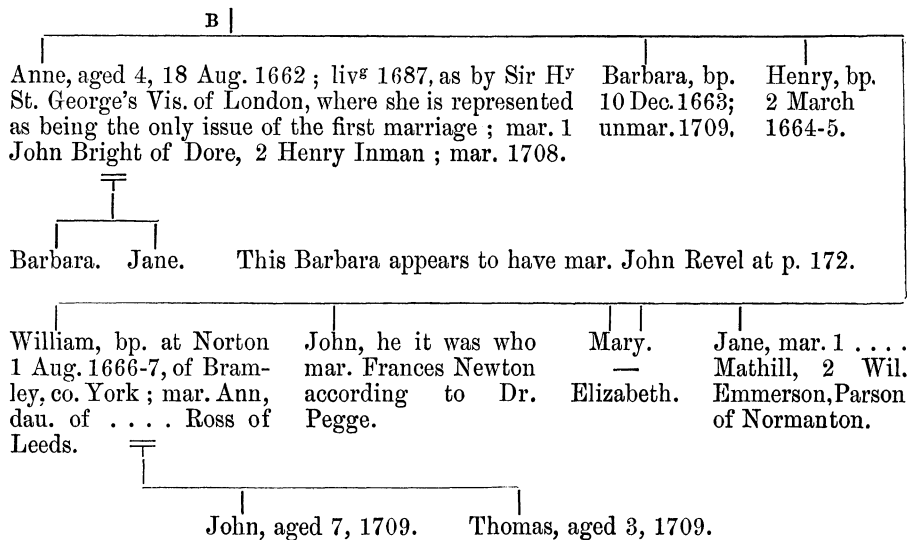 B
Anne, aged 4, 18 Aug. 1662 ; livᵍ 1687, as by Sir Hʸ
St. George's Vis. of London, where she is represented
as being the only issue of the first marriage ; mar. 1
John Bright of Dore, 2 Henry Inman ; mar. 1708.
Barbara, bp.
10 Dec. 1663;
unmar. 1709.
Henry, bp.
2 March
1664-5.
Barbara. Jane. This Barbara appears to have mar. John Revel at p. 172.
William, bp. at Norton
1 Aug. 1666-7, of Bram-
ley, co. York ; mar. Ann,
dau. of .... Ross of
Leeds.
John, he it was who
mar. Frances Newton
according to Dr.
Pegge.
Mary.
—
Elizabeth.
Jane, mar. 1 ....
Mathill, 2 Wil.
Emmerson, Parson
of Normanton.
John, aged 7, 1709. Thomas, aged 3, 1709.